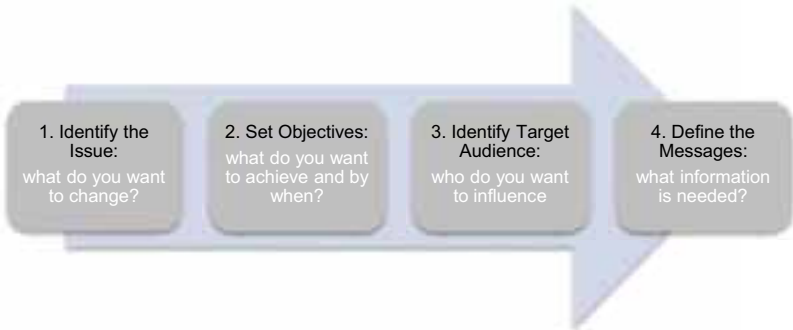 1. Identify the
Issue:
what do you want
to change?
2. Set Objectives:
what do you want
to achieve and by
when?
3. Identify Target
Audience:
who do you want
to influence
4. Define the
Messages:
what information
is needed?